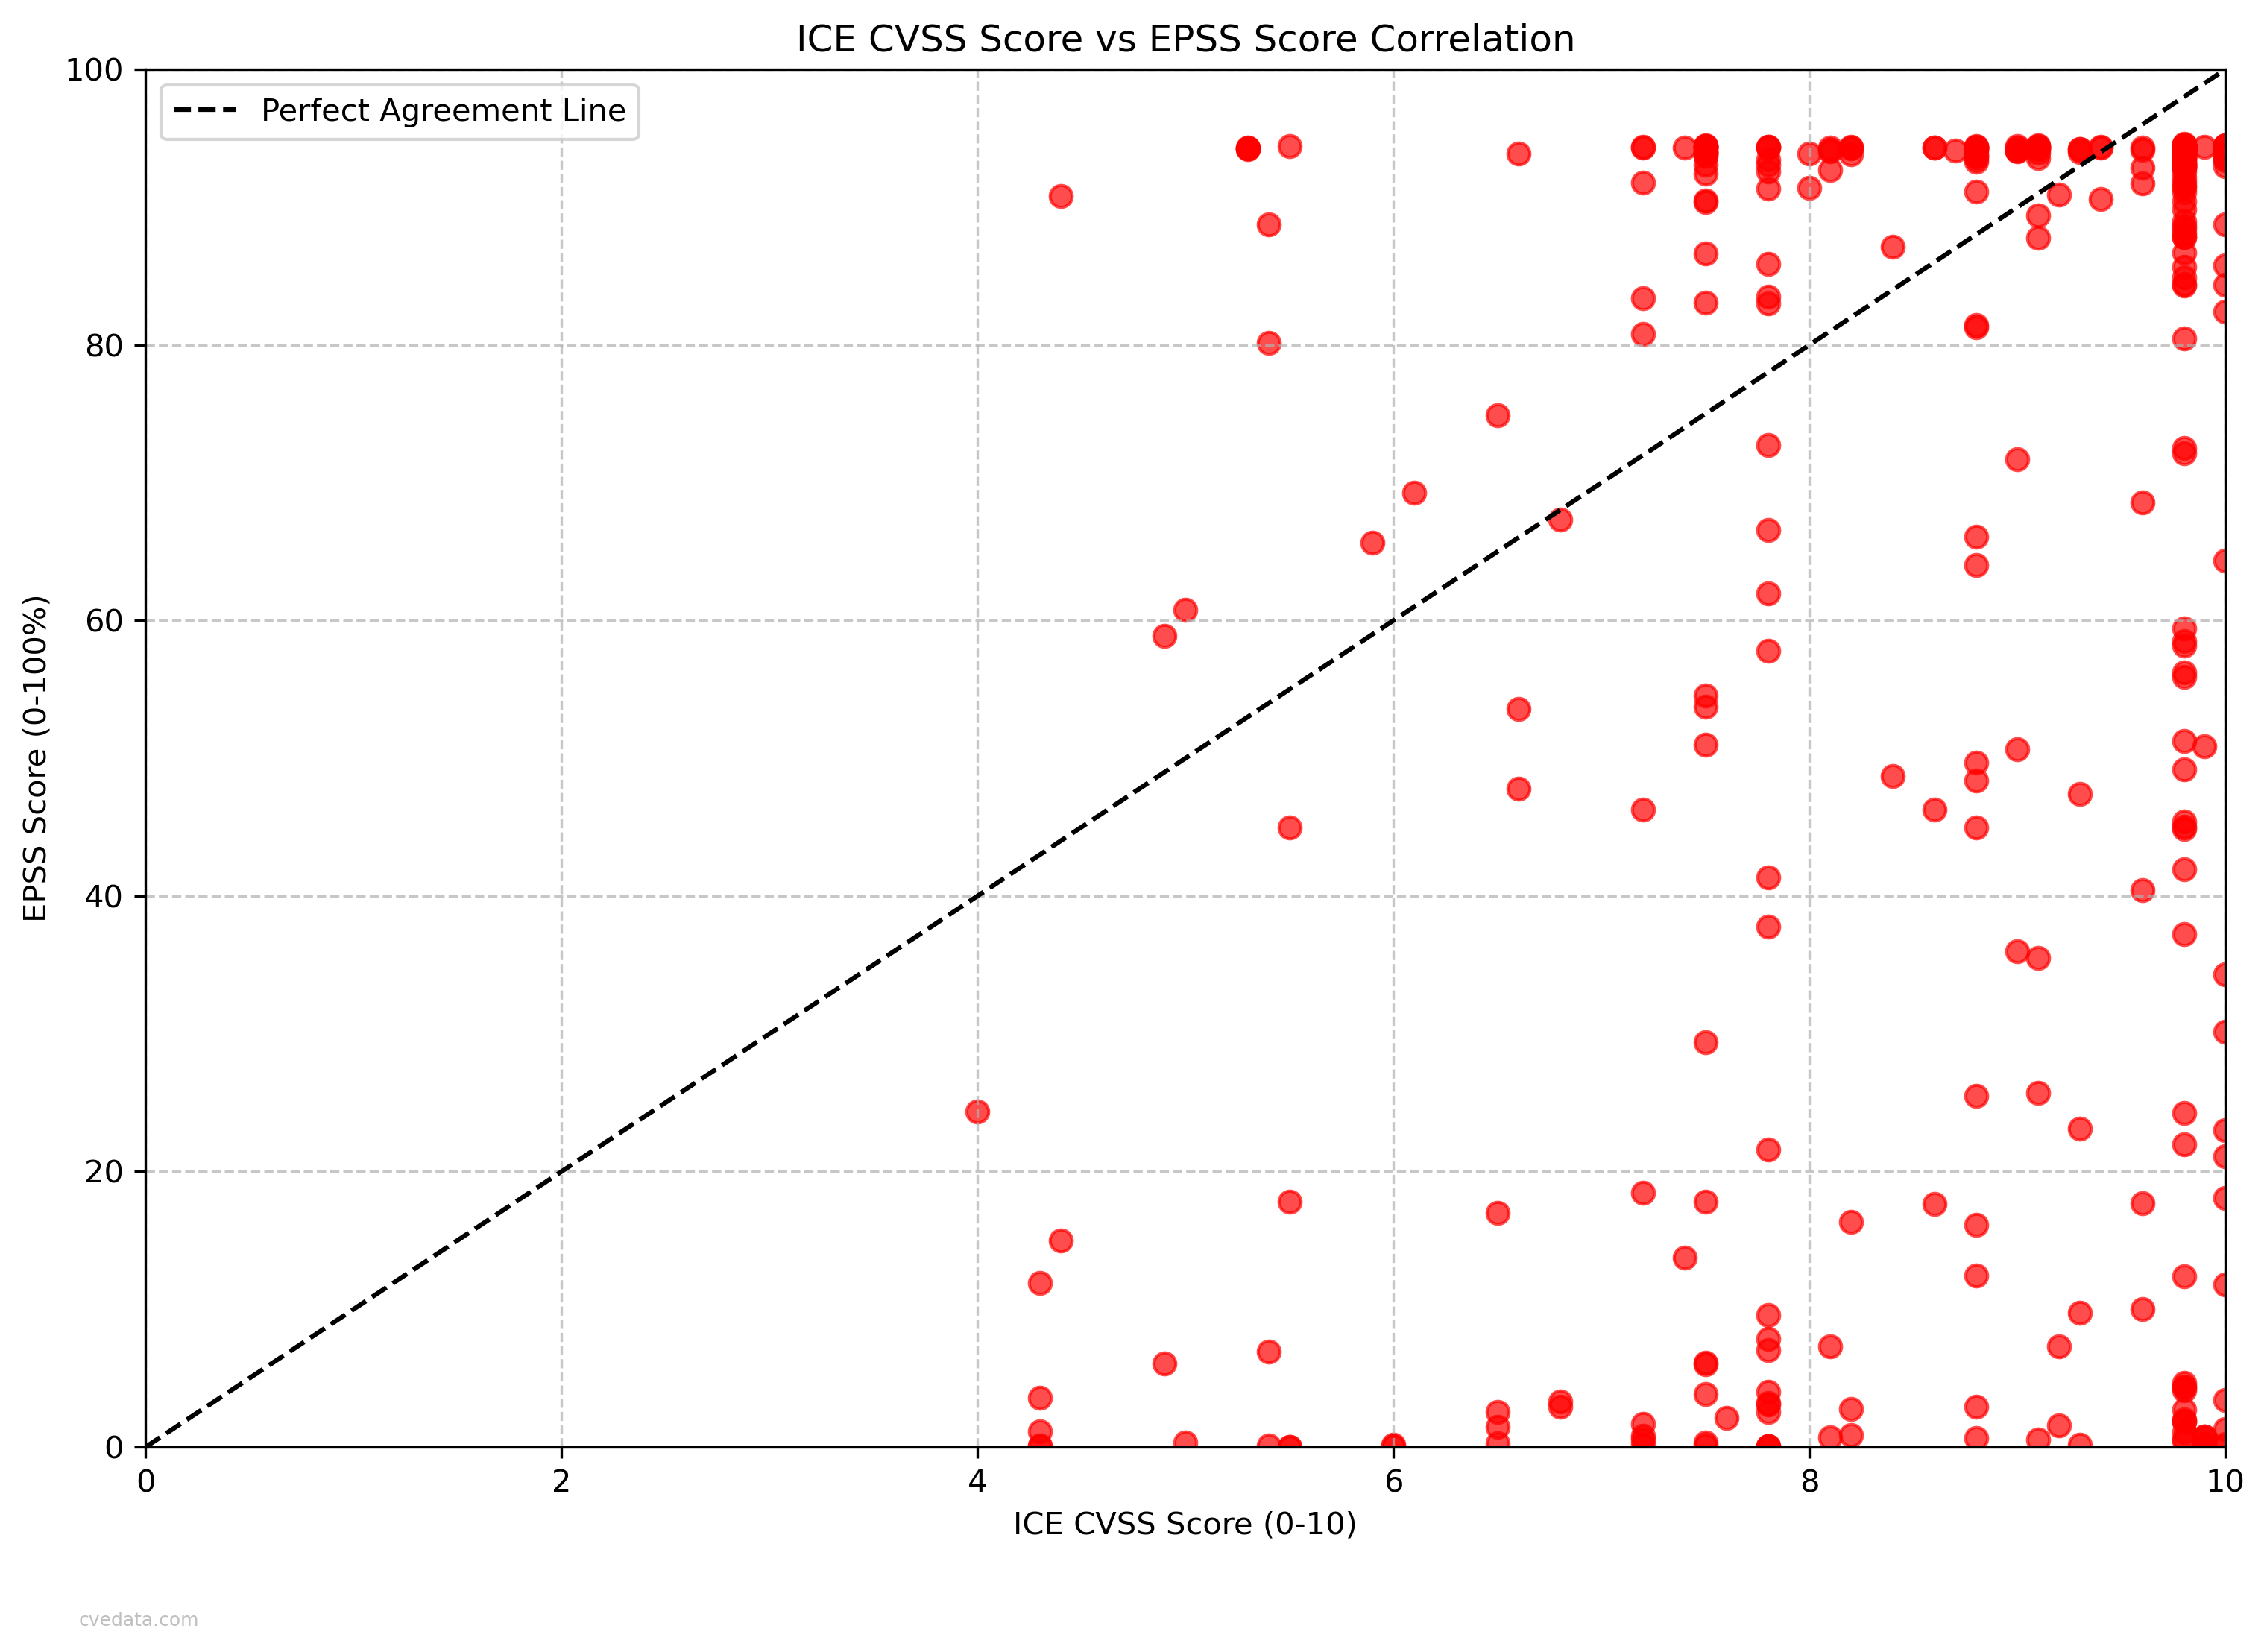 ICE CVSS Score vs EPSS Score Correlation
Perfect Agreement Line
EPSS Score (0-100%)
100
80
60
40
20
0
0 2 4 6 8 10
ICE CVSS Score (0-10)
cvedata.com